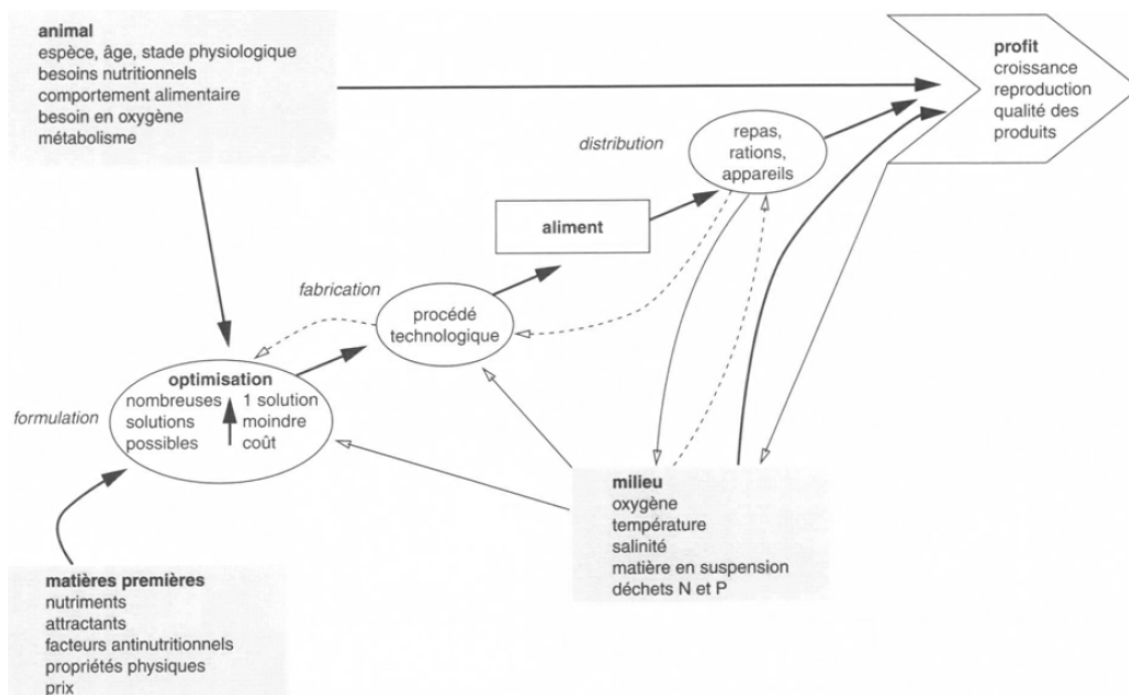 animal
espèce, âge, stade physiologique
besoins nutritionnels
comportement alimentaire
besoin en oxygène
métabolisme
profit
croissance
reproduction
qualité des
produits
distribution
repas,
rations,
appareils
aliment
fabrication
procédé
technologique
formulation
optimisation
nombreuses
solutions
possibles
1 solution
moindre
coût
milieu
oxygène
température
salinité
matière en suspension
déchets N et P
matières premières
nutriments
attractants
facteurs antinutritionnels
propriétés physiques
prix